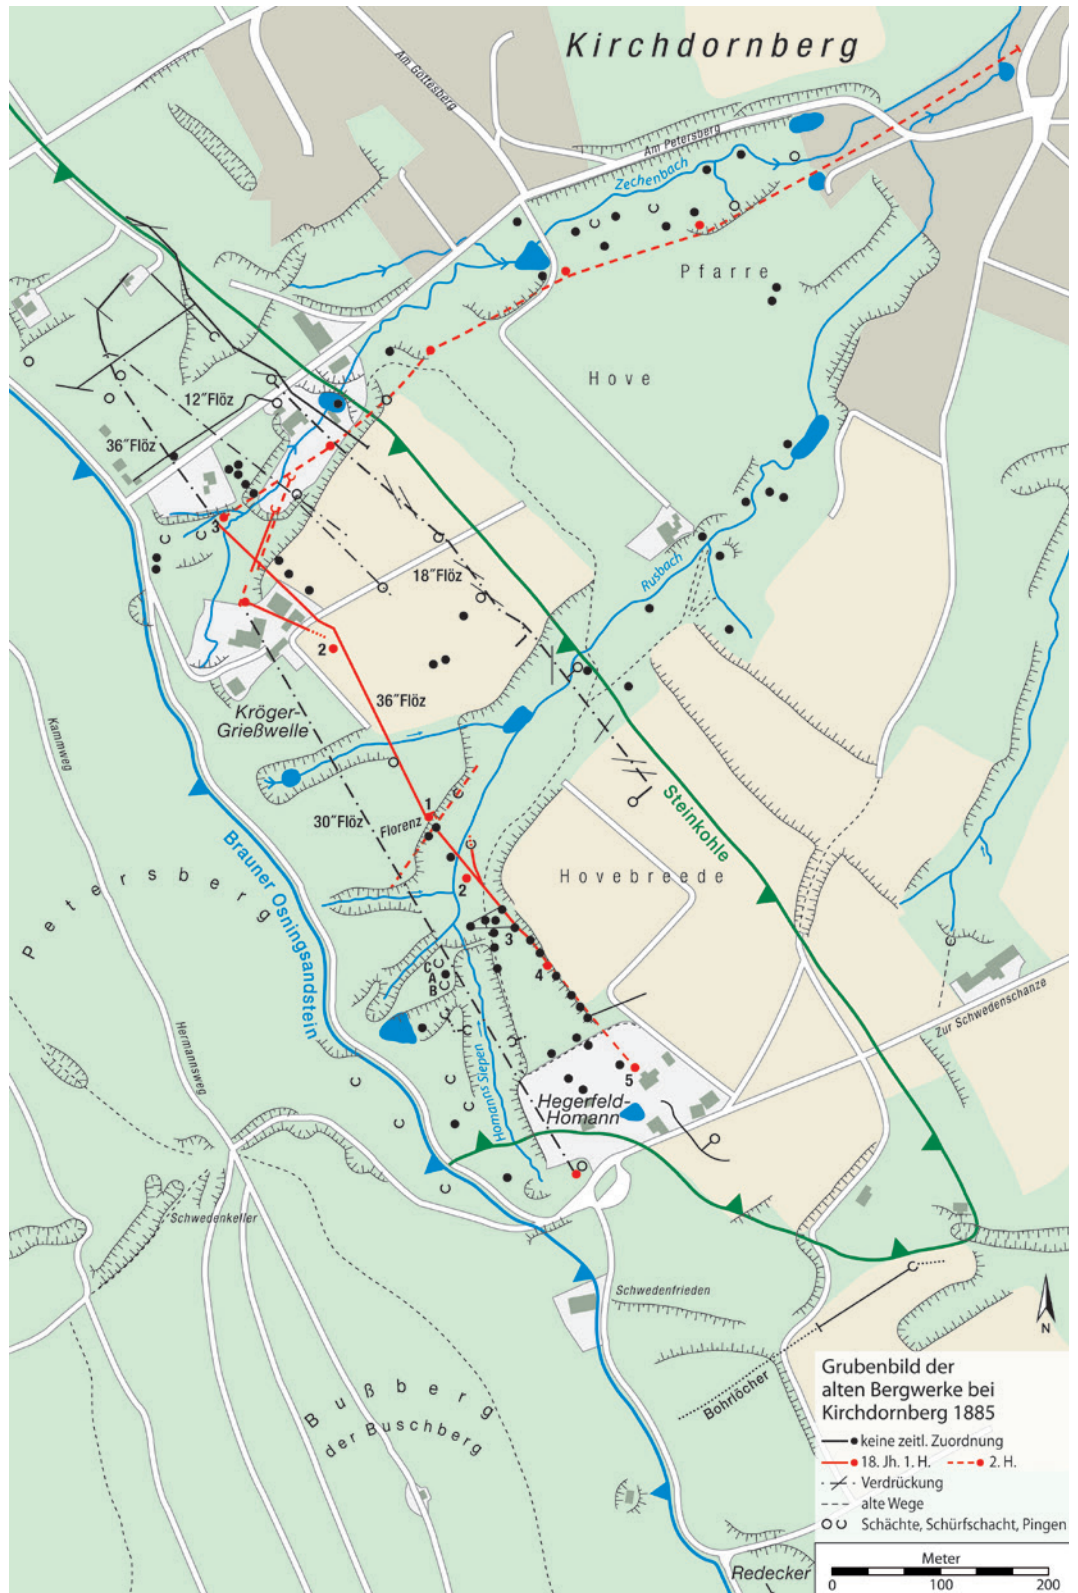 Kirchdornberg
Am Gottesberg
Am Petersberg
Zechenbach
Pfarre
Hove
12"Flöz
36"Flöz
3
18"Flöz
Rusbach
2
36"Flöz
Kröger-
Grießwelle
Kammweg
1
Florenz
30"Flöz
Steinkohle
Brauner Osningsandstein
Petersberg
2
Hovebreede
3
4
C
A
B
Zur Schwedenschanze
Hermannsweg
Homanns Siepen
5
Hegerfeld-
Homann
Schwedenkeller
Schwedenfrieden
Bußberg
der Buschberg
Bohrlöcher
N
Grubenbild der
alten Bergwerke bei
Kirchdornberg 1885
keine zeitl. Zuordnung
18. Jh. 1. H. 2. H.
Verdrückung
alte Wege
Schächte, Schürfschacht, Pingen
Meter
0 100 200
Redecker